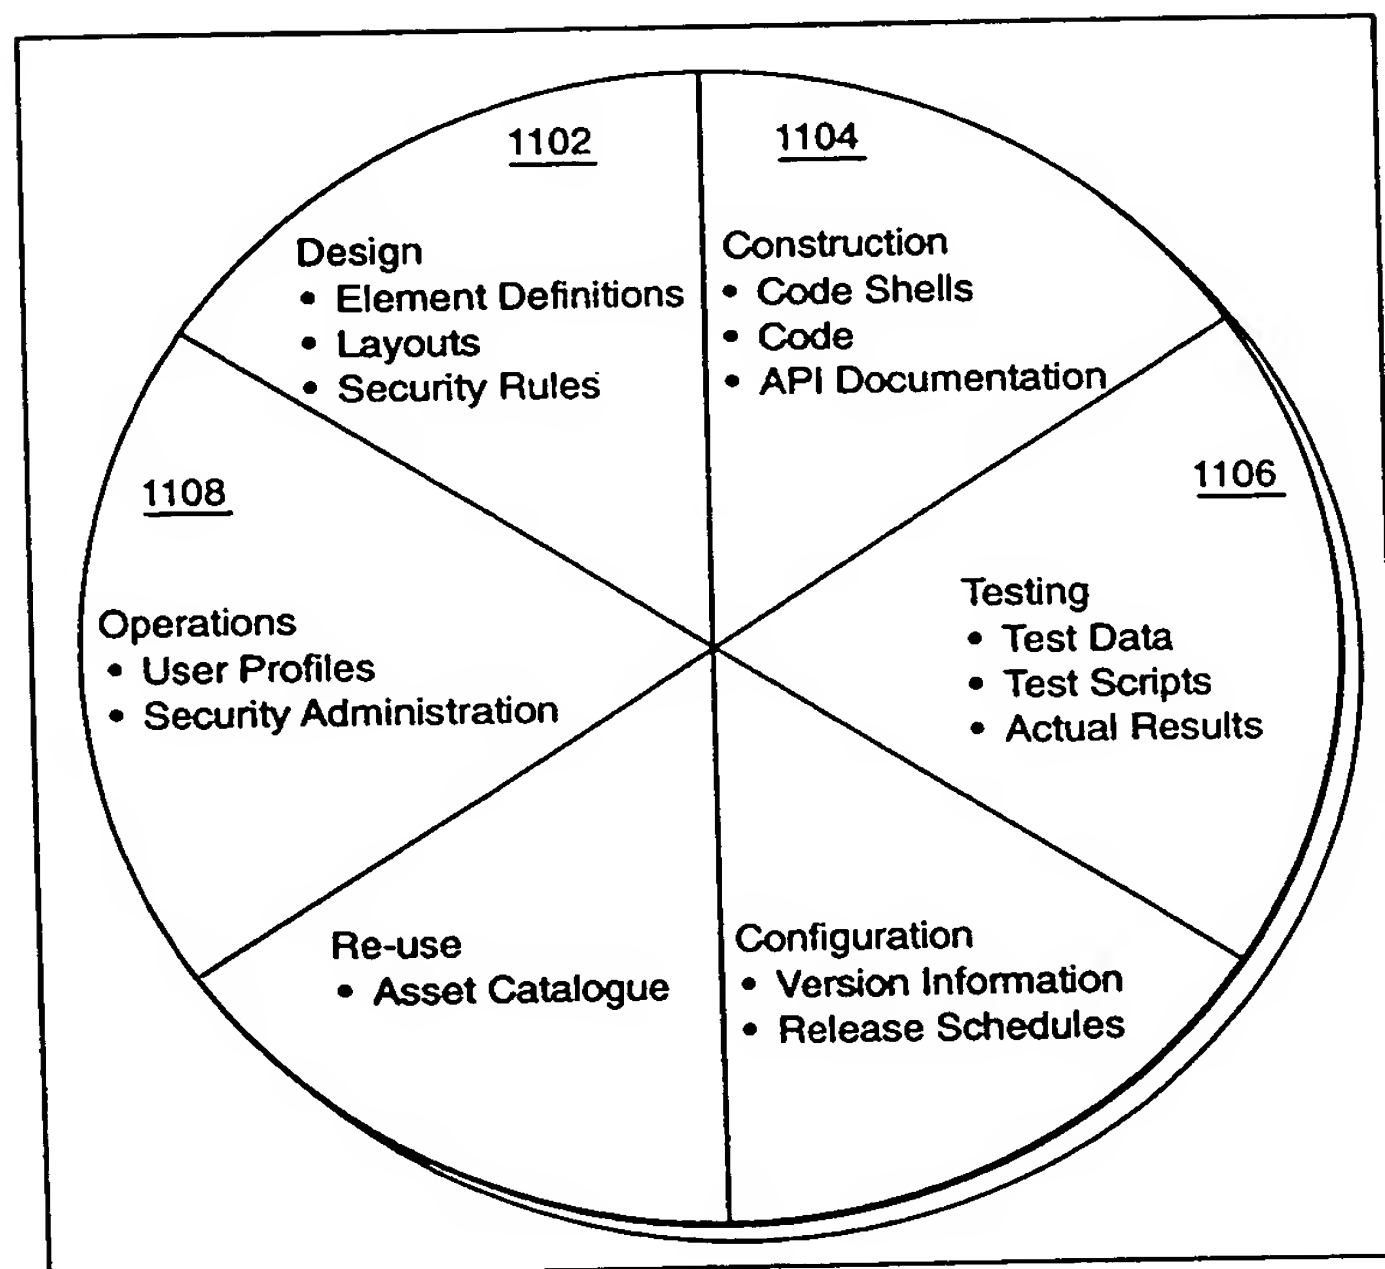 1102
Design
• Element Definitions
• Layouts
• Security Rules
1104
Construction
• Code Shells
• Code
• API Documentation
1106
Testing
• Test Data
• Test Scripts
• Actual Results
Configuration
• Version Information
• Release Schedules
Re-use
• Asset Catalogue
1108
Operations
• User Profiles
• Security Administration